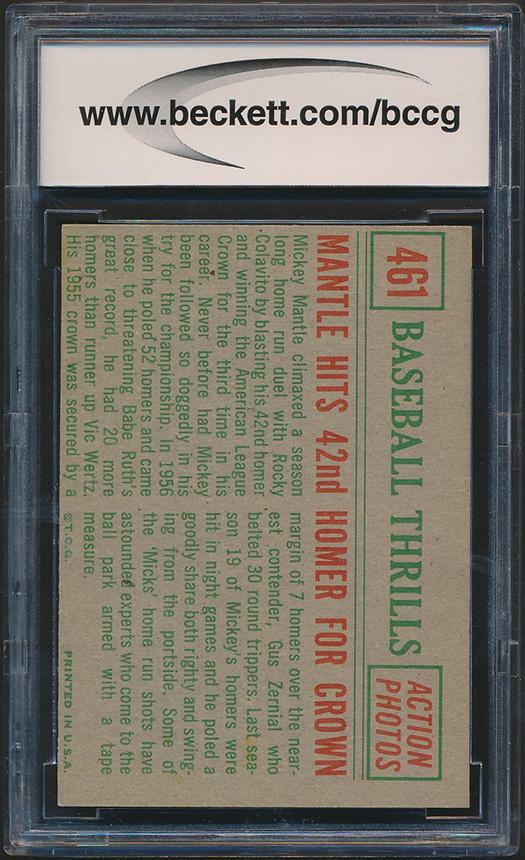 www.beckett.com/bccg
461 BASEBALL THRILLS ACTION PHOTOS
MANTLE HITS 42nd HOMER FOR CROWN
Mickey Mantle climaxed a season
long home run duel with Rocky
Colavito by blasting his 42nd homer
and winning the American League
Crown for the third time in his
career. Never before had Mickey
been followed so doggedly in his
try for the championship. In 1956
when he poled 52 homers and came
close to threatening Babe Ruth's
great record, he had 20 more
homers than runner up Vic Wertz.
His 1955 crown was secured by a
margin of 7 homers over the near-
est contender, Gus Zernial who
belted 30 round trippers. Last sea-
son 19 of Mickey's homers were
hit in night games and he poled a
goodly share both righty and swing-
ing from the portside. Some of
the 'Micks' home run shots have
astounded experts who come to the
ball park armed with a tape
measure.
©T.C.G. PRINTED IN U.S.A.